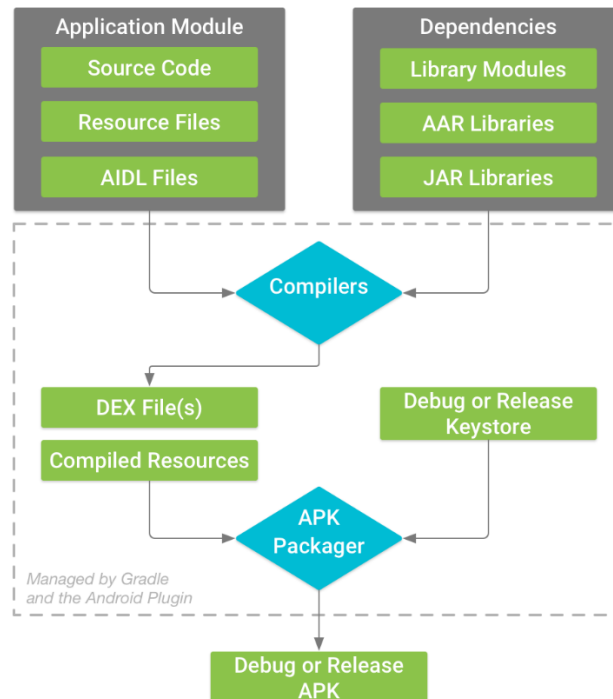 Application Module
Source Code
Resource Files
AIDL Files
Dependencies
Library Modules
AAR Libraries
JAR Libraries
Compilers
DEX File(s)
Compiled Resources
Debug or Release
Keystore
APK
Packager
Managed by Gradle
and the Android Plugin
Debug or Release
APK